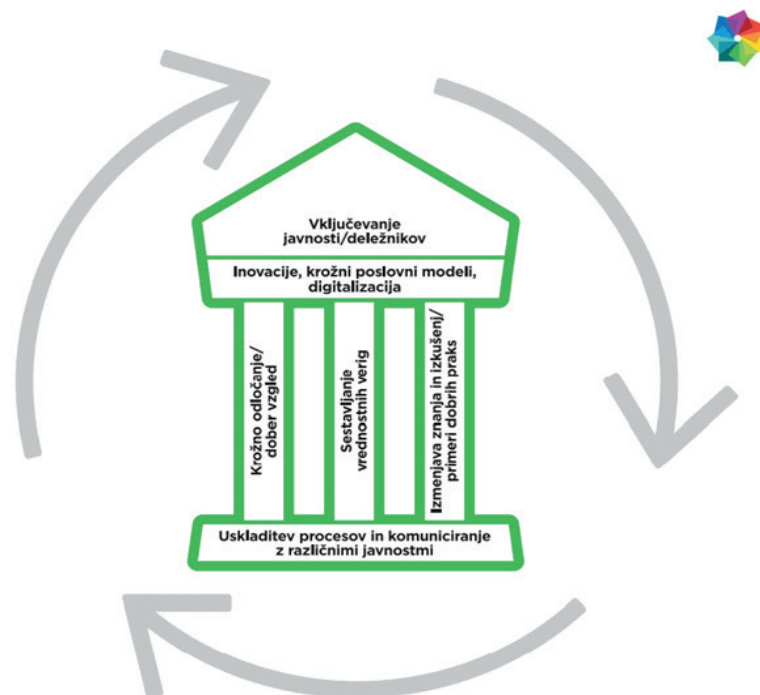 Vključevanje
javnosti/deležnikov
Inovacije, krožni poslovni modeli,
digitalizacija
Krožno odločanje/
dober vzgled
Sestavljanje
vrednostnih verig
Izmenjava znanja in izkušenj/
primeri dobrih praks
Uskladitev procesov in komuniciranje
z različnimi javnostmi